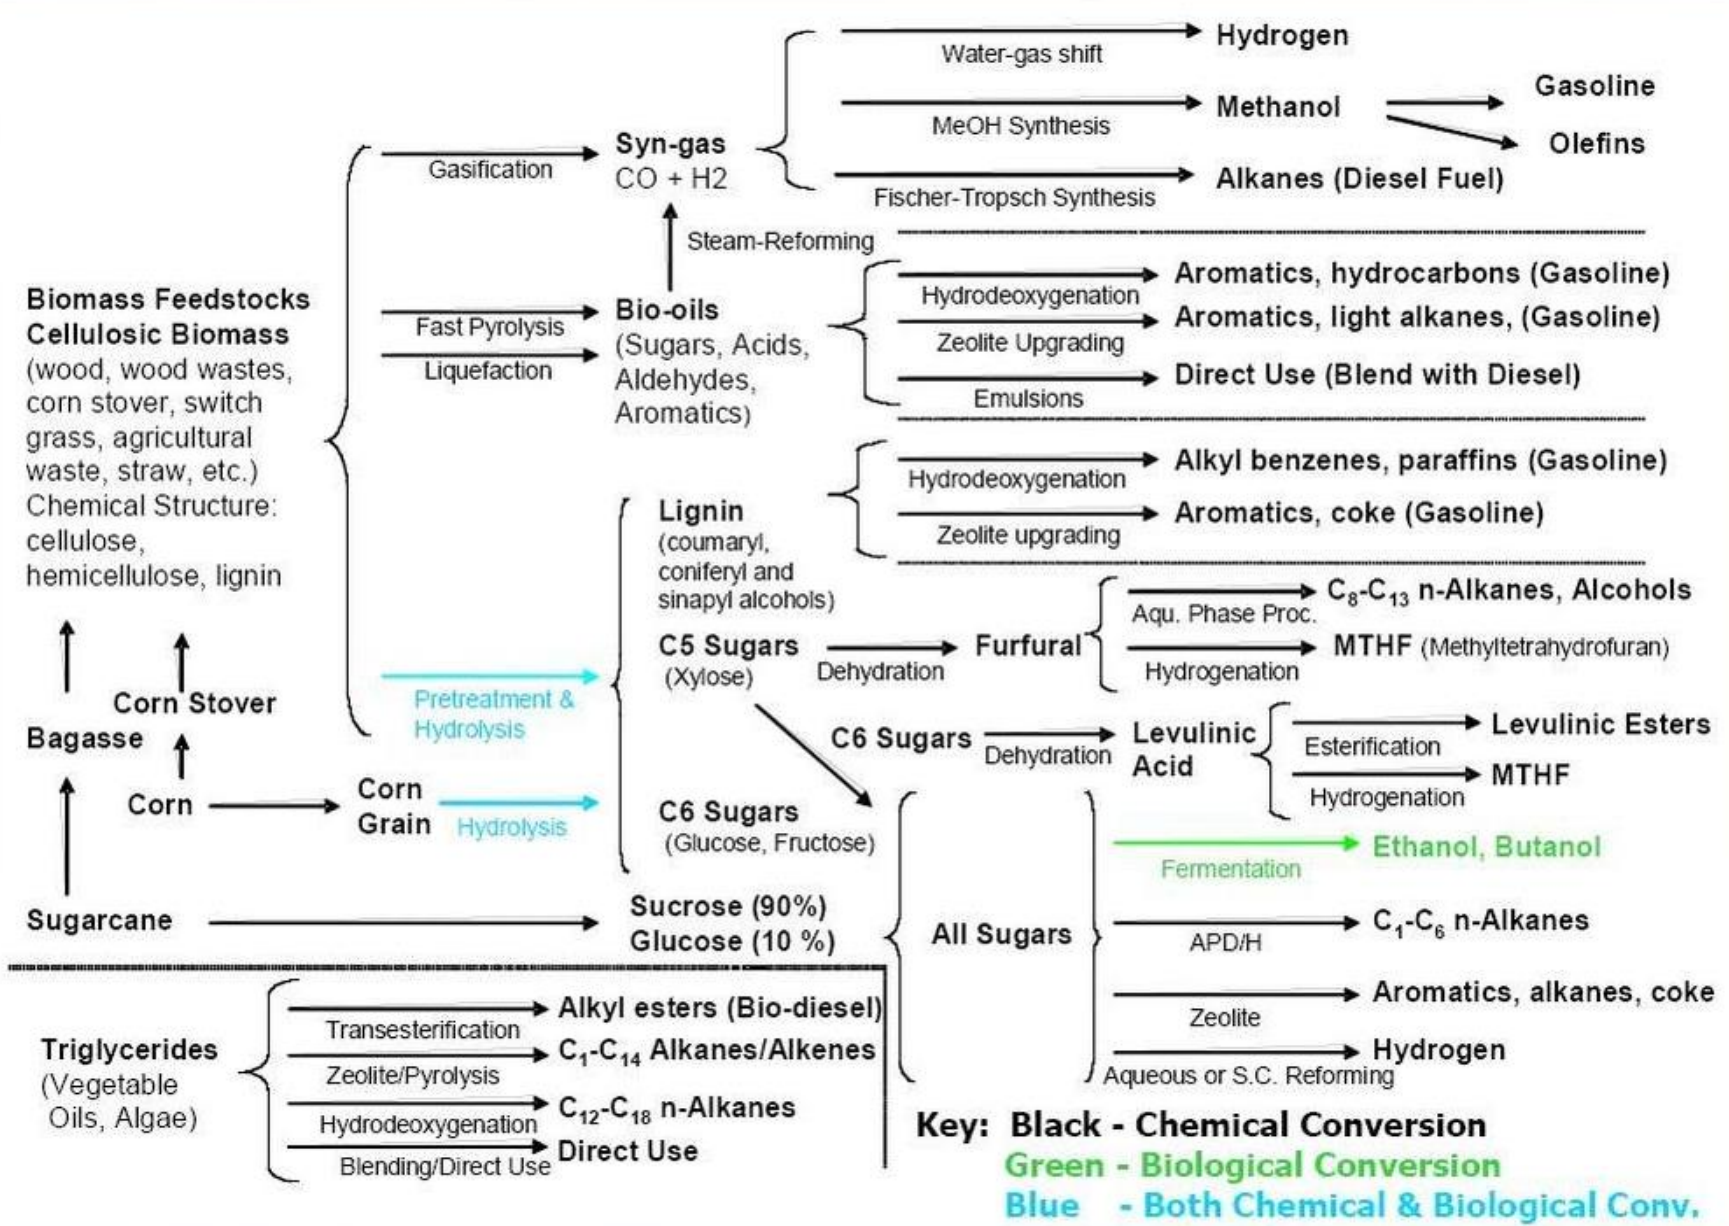 Water-gas shift
Hydrogen
MeOH Synthesis
Methanol
Gasoline
Olefins
Fischer-Tropsch Synthesis
Alkanes (Diesel Fuel)
Gasification
Syn-gas
CO + H2
Steam-Reforming
Biomass Feedstocks
Cellulosic Biomass
(wood, wood wastes,
corn stover, switch
grass, agricultural
waste, straw, etc.)
Chemical Structure:
cellulose,
hemicellulose, lignin
Fast Pyrolysis
Liquefaction
Bio-oils
(Sugars, Acids,
Aldehydes,
Aromatics)
Hydrodeoxygenation
Aromatics, hydrocarbons (Gasoline)
Zeolite Upgrading
Aromatics, light alkanes, (Gasoline)
Emulsions
Direct Use (Blend with Diesel)
Hydrodeoxygenation
Alkyl benzenes, paraffins (Gasoline)
Zeolite upgrading
Aromatics, coke (Gasoline)
Lignin
(coumaryl,
coniferyl and
sinapyl alcohols)
C5 Sugars
(Xylose)
Dehydration
Furfural
Aqu. Phase Proc.
C8-C13 n-Alkanes, Alcohols
Hydrogenation
MTHF (Methyltetrahydrofuran)
Pretreatment &
Hydrolysis
Corn Stover
Bagasse
Corn
Corn
Grain
Hydrolysis
C6 Sugars
Dehydration
Levulinic
Acid
Esterification
Levulinic Esters
Hydrogenation
MTHF
C6 Sugars
(Glucose, Fructose)
Sugarcane
Sucrose (90%)
Glucose (10 %)
All Sugars
Fermentation
Ethanol, Butanol
APD/H
C1-C6 n-Alkanes
Zeolite
Aromatics, alkanes, coke
Aqueous or S.C. Reforming
Hydrogen
Triglycerides
(Vegetable
Oils, Algae)
Transesterification
Alkyl esters (Bio-diesel)
Zeolite/Pyrolysis
C1-C14 Alkanes/Alkenes
Hydrodeoxygenation
C12-C18 n-Alkanes
Blending/Direct Use
Direct Use
Key: Black - Chemical Conversion
Green - Biological Conversion
Blue - Both Chemical & Biological Conv.